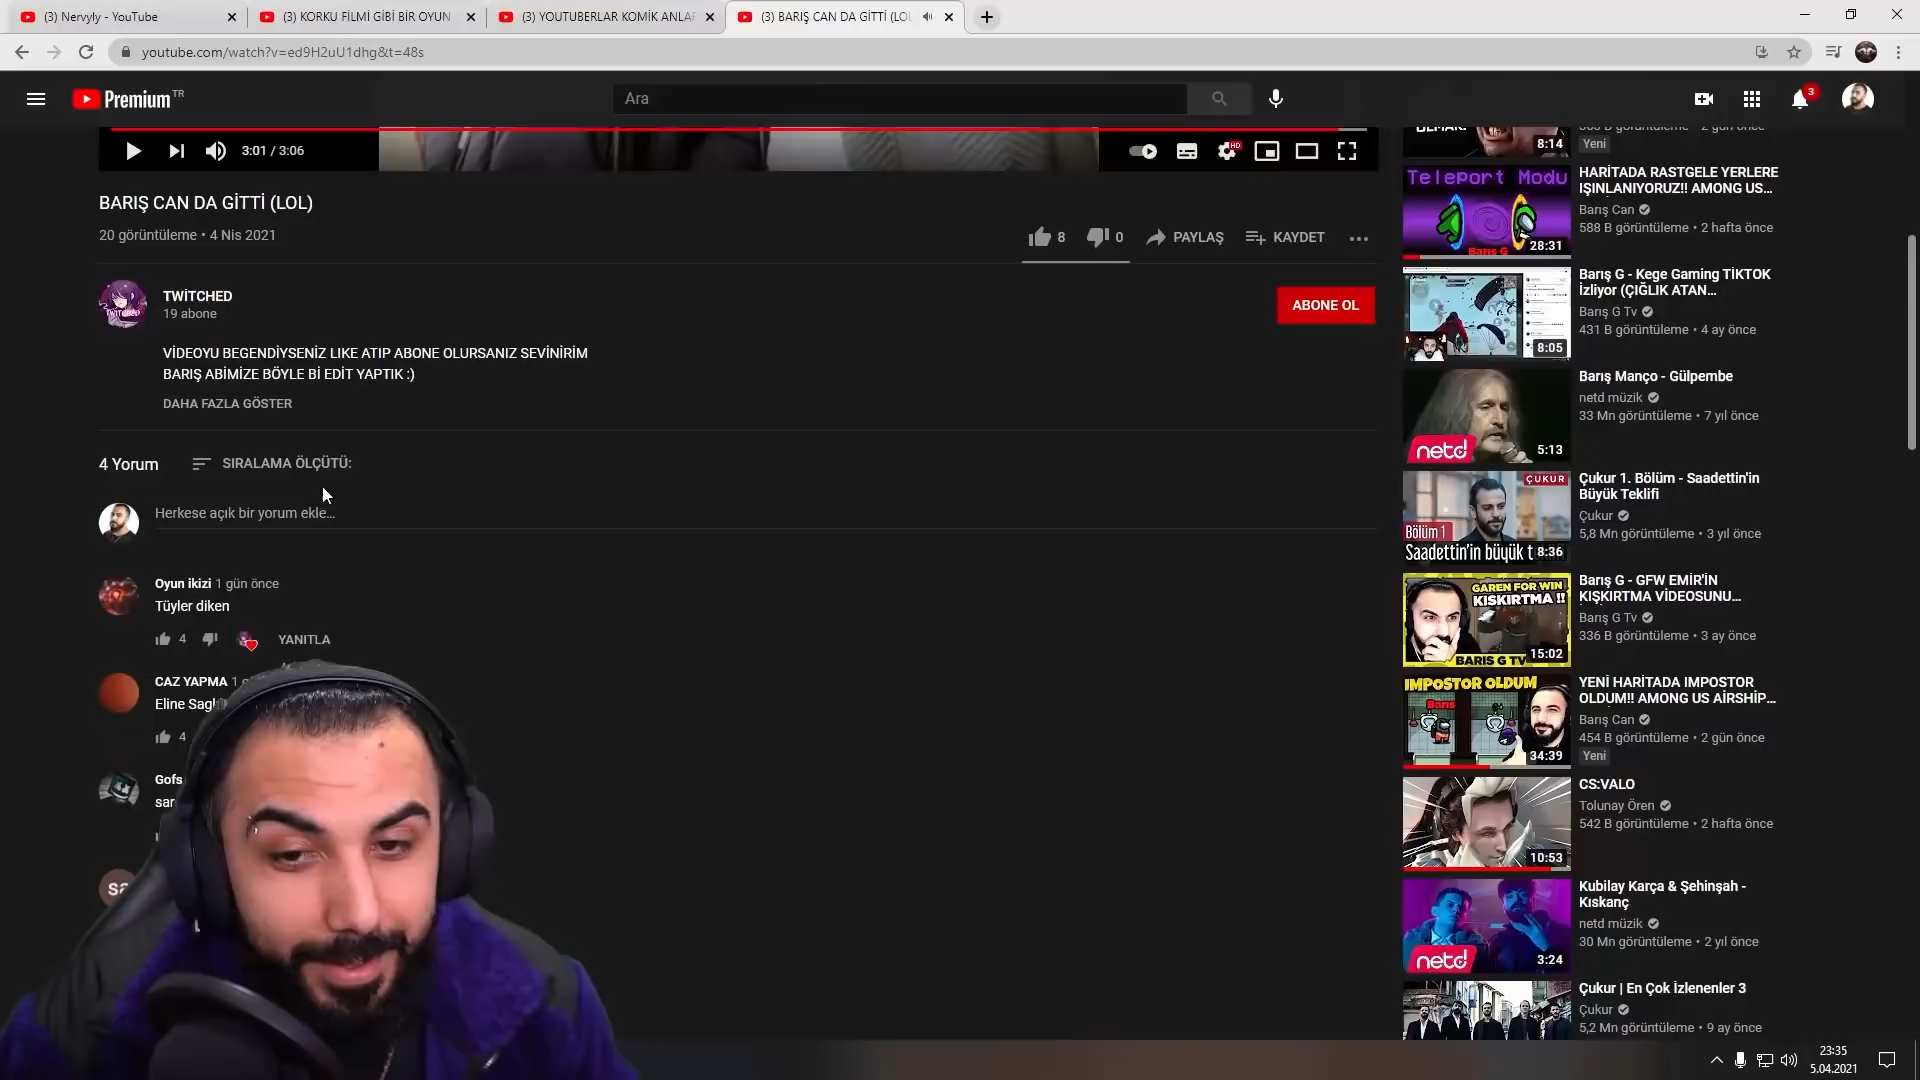 (3) Nervyly - YouTube
(3) KORKU FİLMİ GİBİ BİR OYUN
(3) YOUTUBERLAR KOMİK ANLAR
(3) BARIŞ CAN DA GİTTİ (LOL
youtube.com/watch?v=ed9H2uU1dhg&t=48s
Premium TR
Ara
3
3:01 / 3:06
HD
BARIŞ CAN DA GİTTİ (LOL)
20 görüntüleme • 4 Nis 2021
8
0
PAYLAŞ
KAYDET
TWİTCHED
19 abone
ABONE OL
VİDEOYU BEGENDİYSENİZ LIKE ATIP ABONE OLURSANIZ SEVİNİRİM
BARIŞ ABİMİZE BÖYLE Bİ EDİT YAPTIK :)
DAHA FAZLA GÖSTER
4 Yorum
SIRALAMA ÖLÇÜTÜ:
Herkese açık bir yorum ekle...
Oyun ikizi 1 gün önce
Tüyler diken
4
YANITLA
CAZ YAPMA 1
Eline
4
Gofs
8:14
Yeni
Teleport Modu
Barış G
28:31
HARİTADA RASTGELE YERLERE
IŞINLANIYORUZ!! AMONG US...
Barış Can
588 B görüntüleme • 2 hafta önce
8:05
Barış G - Kege Gaming TİKTOK
İzliyor (ÇIĞLIK ATAN...
Barış G Tv
431 B görüntüleme • 4 ay önce
netd
5:13
Barış Manço - Gülpembe
netd müzik
33 Mn görüntüleme • 7 yıl önce
ÇUKUR
Bölüm 1
Saadettin'in büyük t
8:36
Çukur 1. Bölüm - Saadettin'in
Büyük Teklifi
Çukur
5,8 Mn görüntüleme • 3 yıl önce
GAREN FOR WIN
KISKIRTMA !!
BARIS G TV
15:02
Barış G - GFW EMİR'İN
KIŞKIRTMA VİDEOSUNU...
Barış G Tv
336 B görüntüleme • 3 ay önce
IMPOSTOR OLDUM
Barıs
34:39
YENİ HARİTADA IMPOSTOR
OLDUM!! AMONG US AİRSHİP...
Barış Can
454 B görüntüleme • 2 gün önce
Yeni
10:53
CS:VALO
Tolunay Ören
542 B görüntüleme • 2 hafta önce
netd
3:24
Kubilay Karça & Şehinşah -
Kıskanç
netd müzik
30 Mn görüntüleme • 2 yıl önce
Çukur | En Çok İzlenenler 3
Çukur
5,2 Mn görüntüleme • 9 ay önce
23:35
5.04.2021